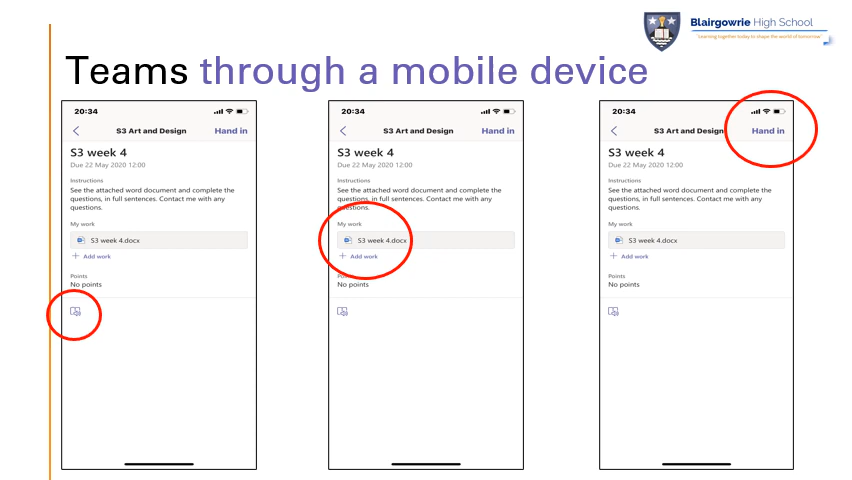 Blairgowrie High School
"Learning together today to shape the world of tomorrow"
Teams through a mobile device
20:34
S3 Art and Design
Hand in
S3 week 4
Due 22 May 2020 12:00
Instructions
See the attached word document and complete the
questions, in full sentences. Contact me with any
questions.
My work
S3 week 4.docx
Add work
Points
No points
20:34
S3 Art and Design
Hand in
S3 week 4
Due 22 May 2020 12:00
Instructions
See the attached word document and complete the
questions, in full sentences. Contact me with any
questions.
My work
S3 week 4.docx
Add work
Points
No points
20:34
S3 Art and Design
Hand in
S3 week 4
Due 22 May 2020 12:00
Instructions
See the attached word document and complete the
questions, in full sentences. Contact me with any
questions.
My work
S3 week 4.docx
Add work
Points
No points